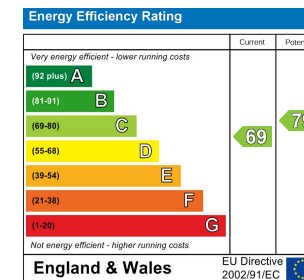 Energy Efficiency Rating
Current
Very energy efficient - lower running costs
(92 plus) A
(81-91) B
(69-80) C
(55-68) D
(39-54) E
(21-38) F
(1-20) G
69
Not energy efficient - higher running costs
England & Wales
EU Directive
2002/91/EC